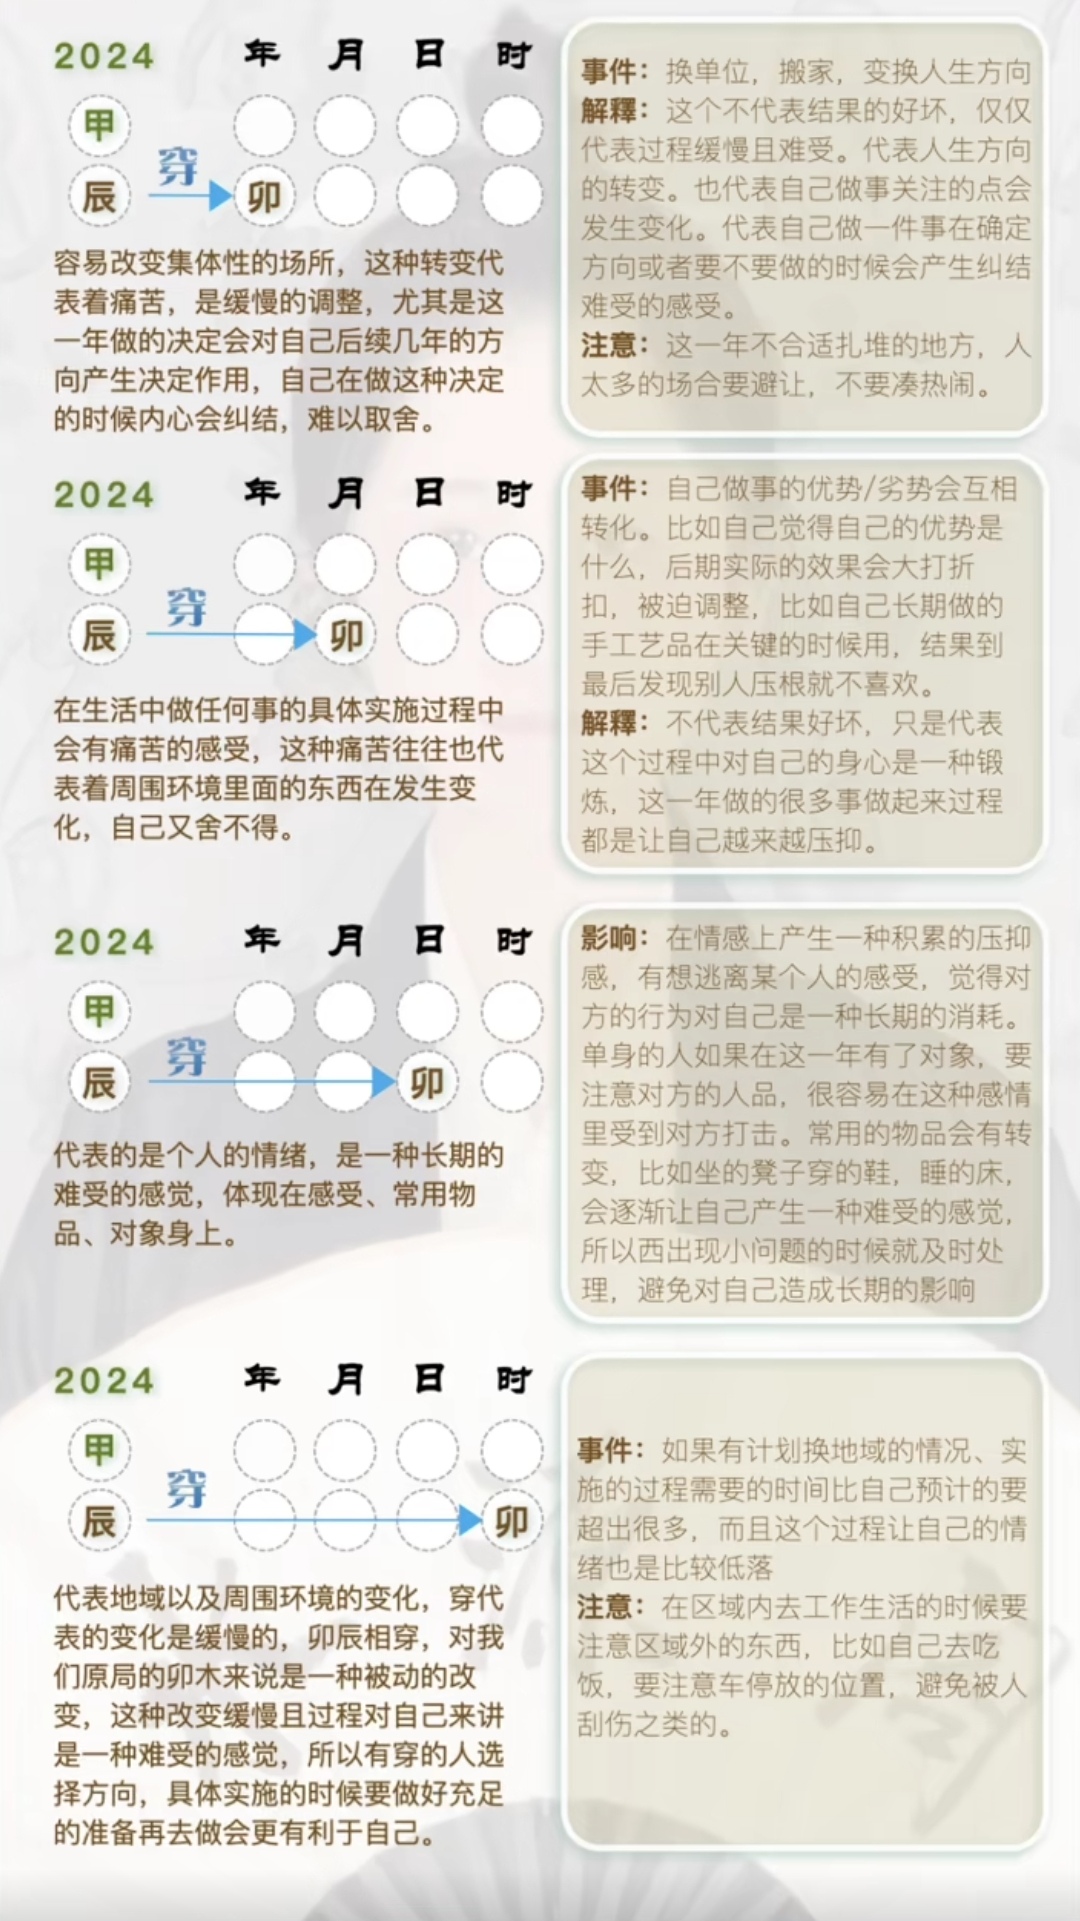 2024 年 月 日 时
甲
穿
辰 卯
容易改变集体性的场所，这种转变代
表着痛苦，是缓慢的调整，尤其是这
一年做的决定会对自己后续几年的方
向产生决定作用，自己在做这种决定
的时候内心会纠结，难以取舍。
事件：换单位，搬家，变换人生方向
解釋：这个不代表结果的好坏，仅仅
代表过程缓慢且难受。代表人生方向
的转变。也代表自己做事关注的点会
发生变化。代表自己做一件事在确定
方向或者要不要做的时候会产生纠结
难受的感受。
注意：这一年不合适扎堆的地方，人
太多的场合要避让，不要凑热闹。
2024 年 月 日 时
甲
穿
辰 卯
在生活中做任何事的具体实施过程中
会有痛苦的感受，这种痛苦往往也代
表着周围环境里面的东西在发生变
化，自己又舍不得。
事件：自己做事的优势/劣势会互相
转化。比如自己觉得自己的优势是
什么，后期实际的效果会大打折
扣，被迫调整，比如自己长期做的
手工艺品在关键的时候用，结果到
最后发现别人压根就不喜欢。
解釋：不代表结果好坏，只是代表
这个过程中对自己的身心是一种锻
炼，这一年做的很多事做起来过程
都是让自己越来越压抑。
2024 年 月 日 时
甲
穿
辰 卯
代表的是个人的情绪，是一种长期的
难受的感觉，体现在感受、常用物
品、对象身上。
影响：在情感上产生一种积累的压抑
感，有想逃离某个人的感受，觉得对
方的行为对自己是一种长期的消耗。
单身的人如果在这一年有了对象，要
注意对方的人品，很容易在这种感情
里受到对方打击。常用的物品会有转
变，比如坐的凳子穿的鞋，睡的床，
会逐渐让自己产生一种难受的感觉，
所以西出现小问题的时候就及时处
理，避免对自己造成长期的影响
2024 年 月 日 时
甲
穿
辰 卯
代表地域以及周围环境的变化，穿代
表的变化是缓慢的，卯辰相穿，对我
们原局的卯木来说是一种被动的改
变，这种改变缓慢且过程对自己来讲
是一种难受的感觉，所以有穿的人选
择方向，具体实施的时候要做好充足
的准备再去做会更有利于自己。
事件：如果有计划换地域的情况、实
施的过程需要的时间比自己预计的要
超出很多，而且这个过程让自己的情
绪也是比较低落
注意：在区域内去工作生活的时候要
注意区域外的东西，比如自己去吃
饭，要注意车停放的位置，避免被人
刮伤之类的。